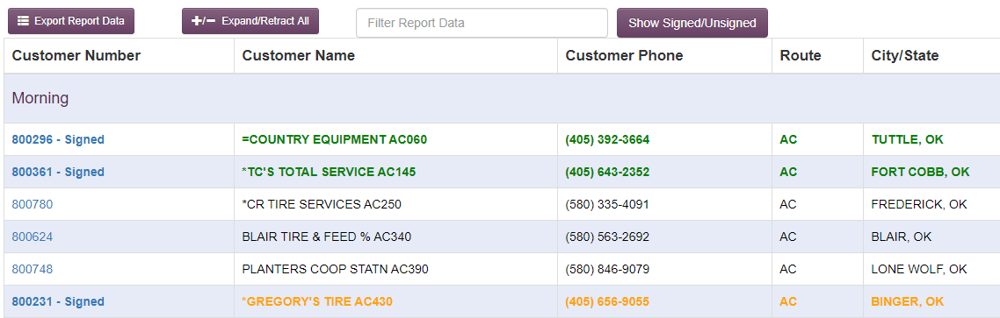 Export Report Data +/− Expand/Retract All Filter Report Data Show Signed/Unsigned
Customer Number Customer Name Customer Phone Route City/State
Morning
800296 - Signed =COUNTRY EQUIPMENT AC060 (405) 392-3664 AC TUTTLE, OK
800361 - Signed *TC'S TOTAL SERVICE AC145 (405) 643-2352 AC FORT COBB, OK
800780 *CR TIRE SERVICES AC250 (580) 335-4091 AC FREDERICK, OK
800624 BLAIR TIRE & FEED % AC340 (580) 563-2692 AC BLAIR, OK
800748 PLANTERS COOP STATN AC390 (580) 846-9079 AC LONE WOLF, OK
800231 - Signed *GREGORY'S TIRE AC430 (405) 656-9055 AC BINGER, OK